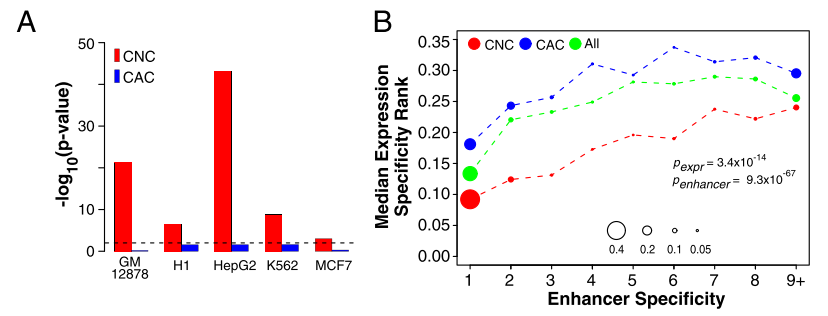 A
-log10(p-value)
50
30
10
0
CNC
CAC
GM
12878
H1
HepG2
K562
MCF7
B
Median Expression
Specificity Rank
0.35
0.30
0.25
0.20
0.15
0.10
0.05
0.00
CNC CAC All
pexpr = 3.4x10-14
penhancer = 9.3x10-67
0.4 0.2 0.1 0.05
1 2 3 4 5 6 7 8 9+
Enhancer Specificity